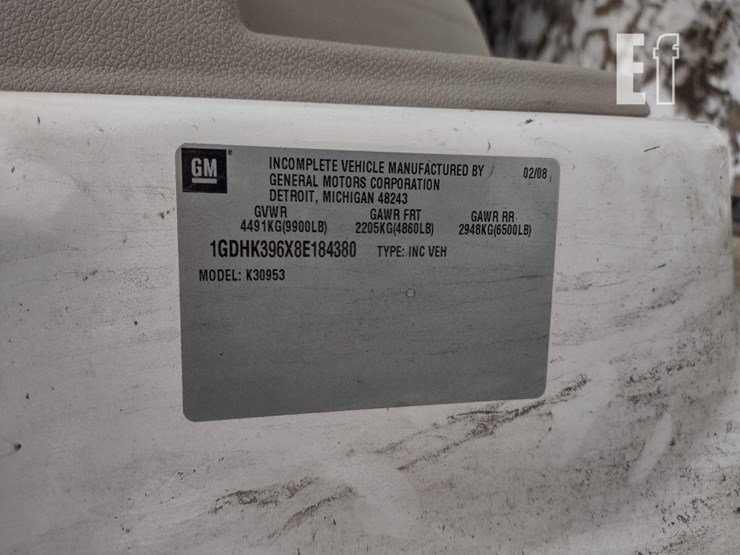 Ef
GM
INCOMPLETE VEHICLE MANUFACTURED BY 02/08
GENERAL MOTORS CORPORATION
DETROIT, MICHIGAN 48243
GVWR GAWR FRT GAWR RR
4491KG(9900LB) 2205KG(4860LB) 2948KG(6500LB)
1GDHK396X8E184380 TYPE: INC VEH
MODEL: K30953